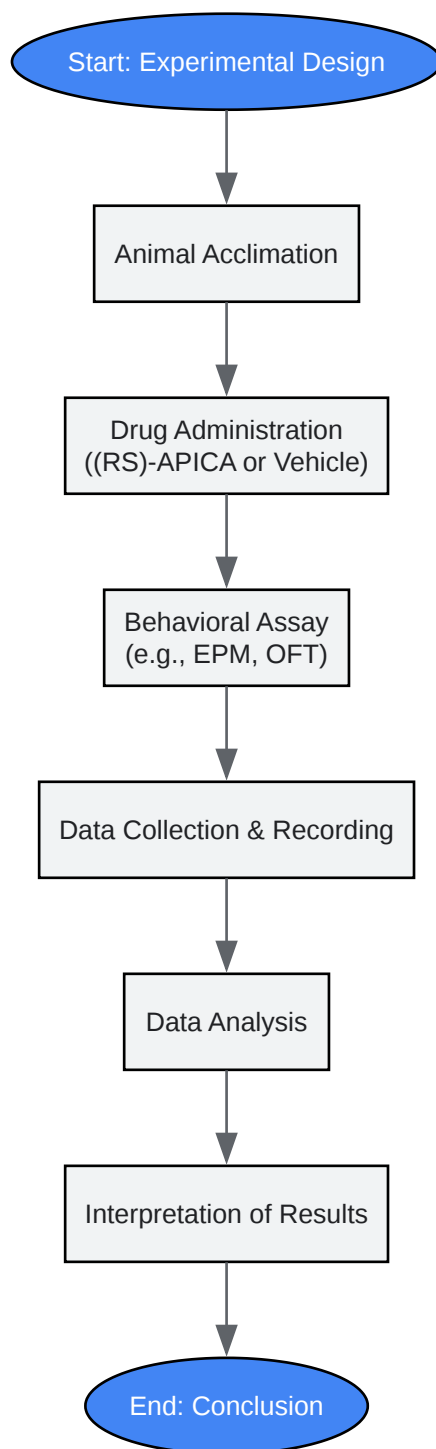 Start: Experimental Design
Animal Acclimation
Drug Administration
((RS)-APICA or Vehicle)
Behavioral Assay
(e.g., EPM, OFT)
Data Collection & Recording
Data Analysis
Interpretation of Results
End: Conclusion